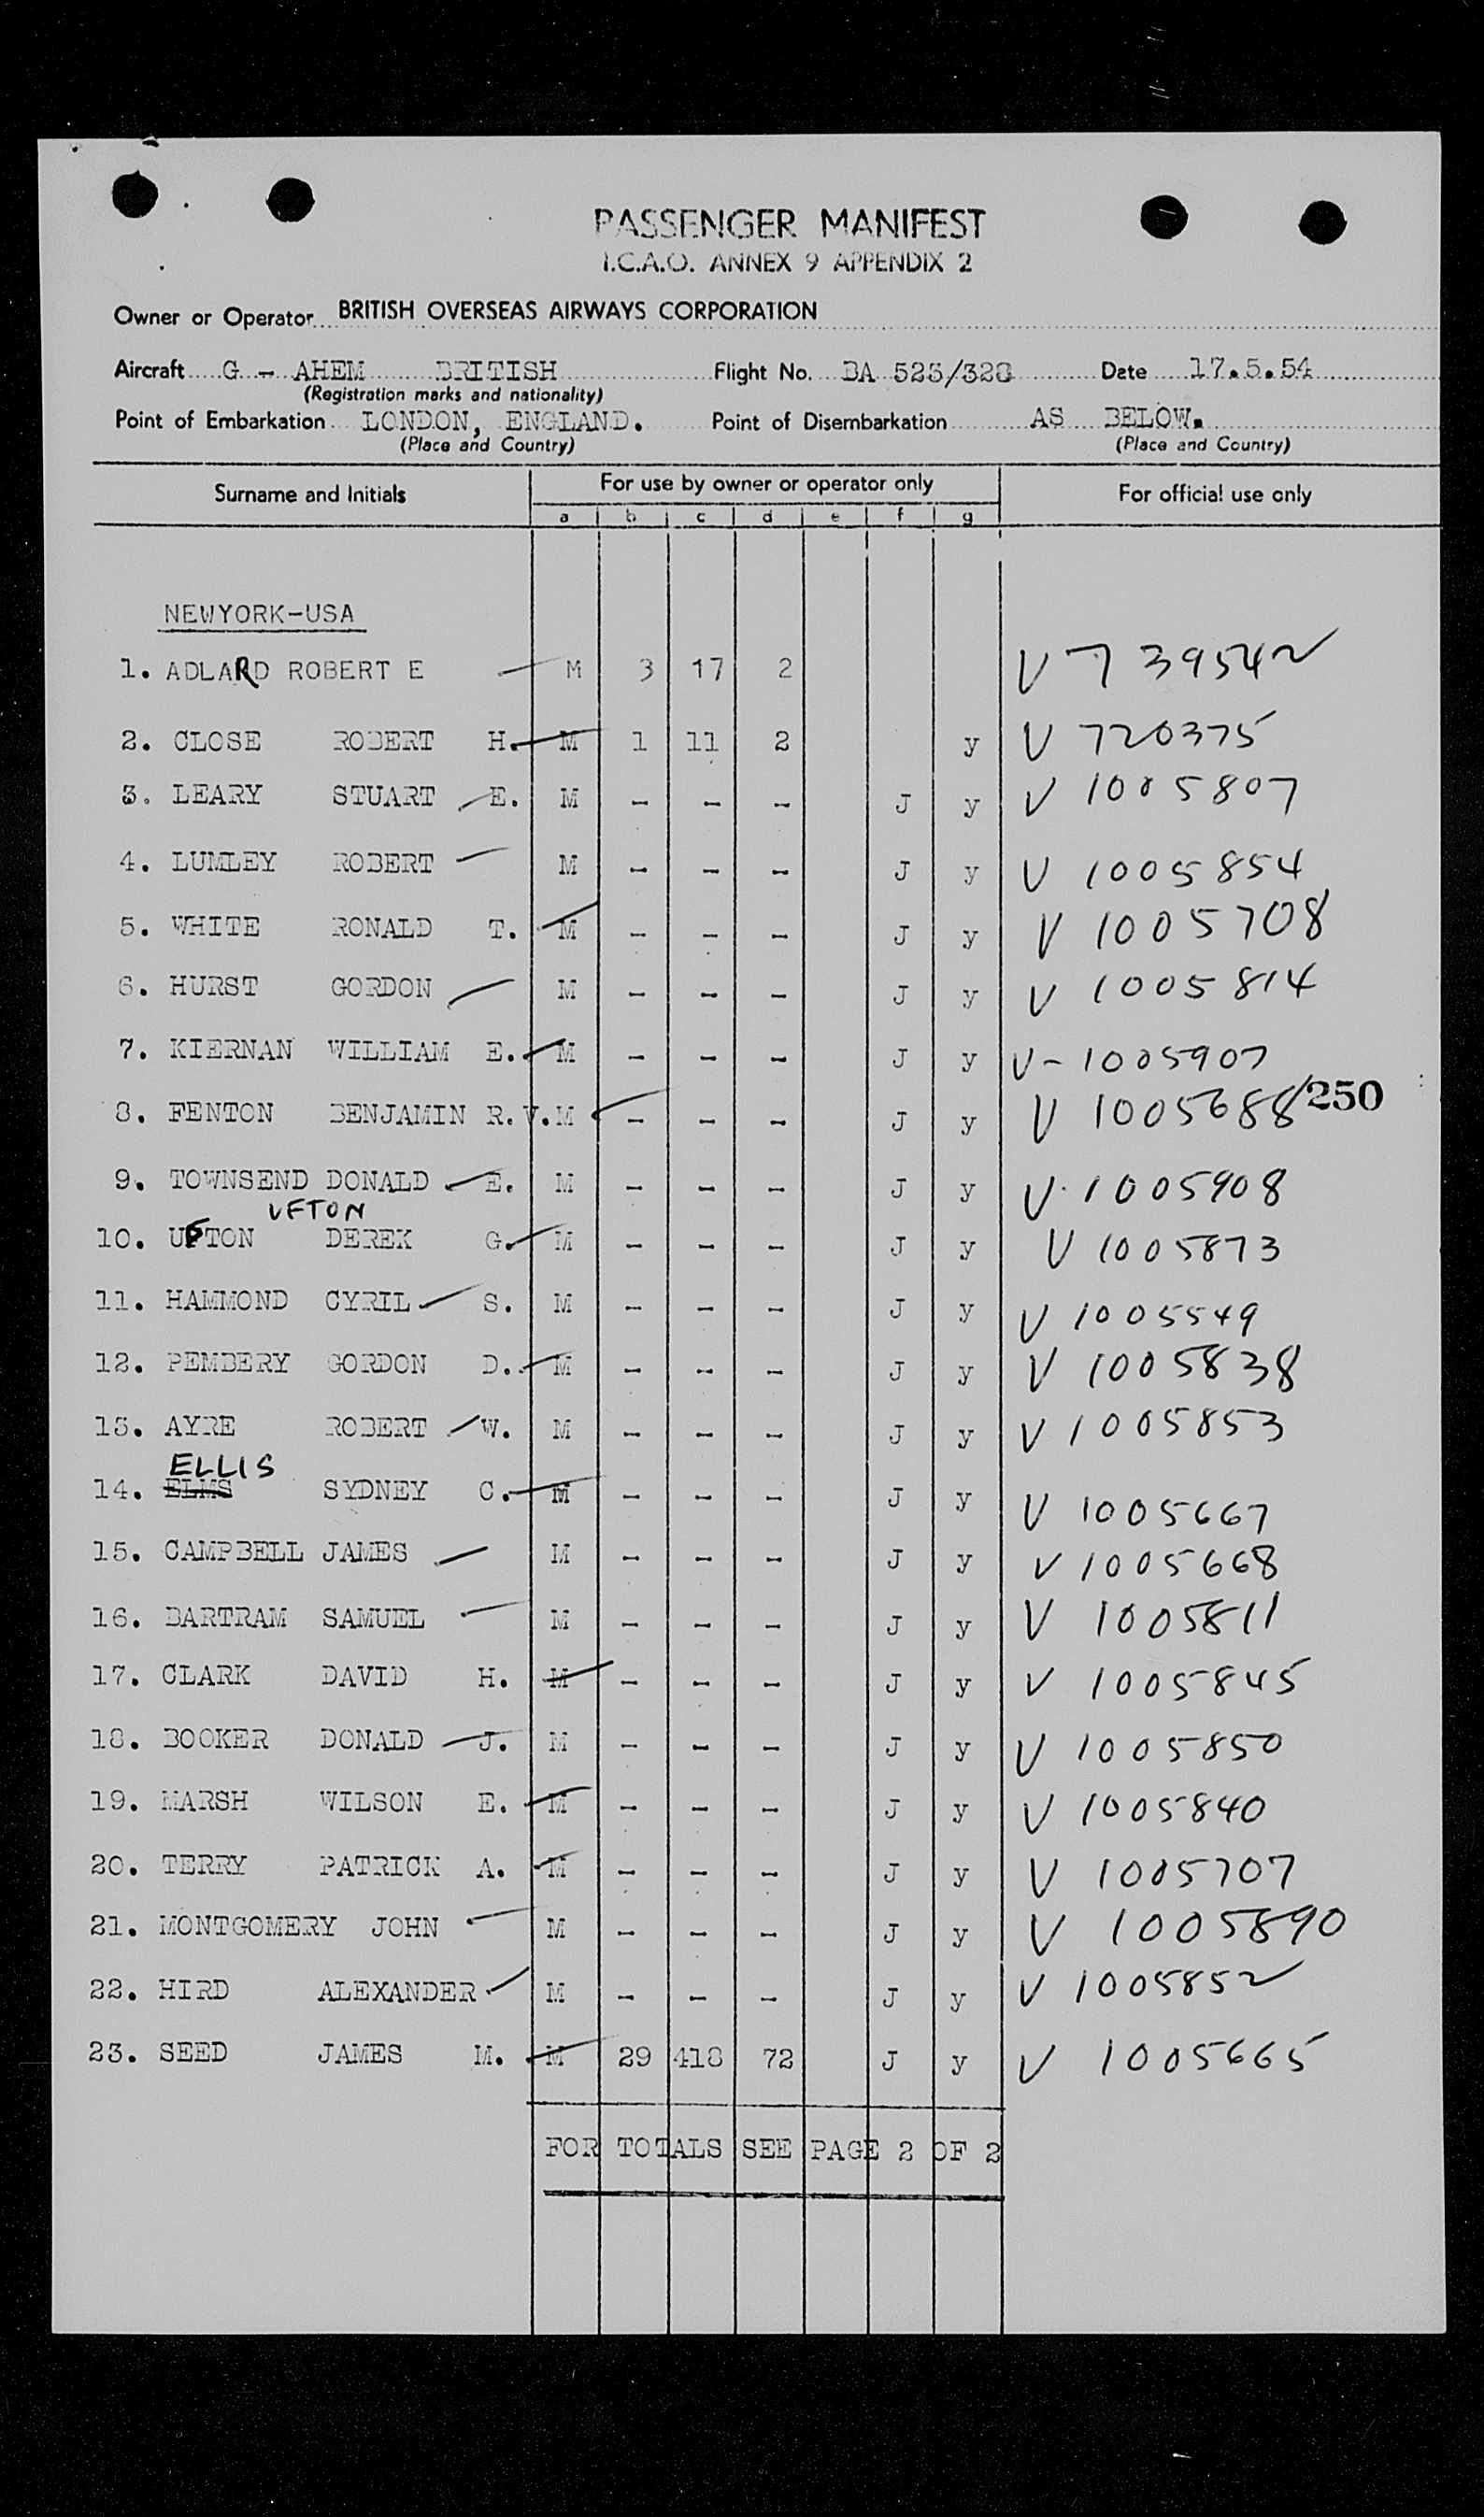 PASSENGER MANIFEST
I.C.A.O. ANNEX 9 APPENDIX 2
Owner or Operator BRITISH OVERSEAS AIRWAYS CORPORATION
Aircraft G - AHEM BRITISH Flight No. BA 523/328 Date 17.5.54
(Registration marks and nationality)
Point of Embarkation LONDON, ENGLAND. Point of Disembarkation AS BELOW.
(Place and Country) (Place and Country)
Surname and Initials For use by owner or operator only For official use only
a b c d e f g
NEWYORK-USA
1. ADLARD ROBERT E M 3 17 2 V 739542
2. CLOSE ROBERT H. M 1 11 2 y V 720375
3. LEARY STUART E. M - - - J y V 1005807
4. LUMLEY ROBERT M - - - J y V 1005854
5. WHITE RONALD T. M - - - J y V 1005708
6. HURST GORDON M - - - J y V 1005814
7. KIERNAN WILLIAM E. M - - - J y V-1005907
8. FENTON BENJAMIN R.V. M - - - J y V 1005688 250
9. TOWNSEND DONALD E. M - - - J y V 1005908
UFTON
10. UFTON DEREK G. M - - - J y V 1005873
11. HAMMOND CYRIL S. M - - - J y V 1005549
12. PEMBERY GORDON D. M - - - J y V 1005838
13. AYRE ROBERT W. M - - - J y V 1005853
ELLIS
14. ELMS SYDNEY C. M - - - J y V 1005667
15. CAMPBELL JAMES M - - - J y V 1005668
16. BARTRAM SAMUEL M - - - J y V 1005811
17. CLARK DAVID H. M - - - J y V 1005845
18. BOOKER DONALD J. M - - - J y V 1005850
19. MARSH WILSON E. M - - - J y V 1005840
20. TERRY PATRICK A. M - - - J y V 1005707
21. MONTGOMERY JOHN M - - - J y V 1005890
22. HIRD ALEXANDER M - - - J y V 1005852
23. SEED JAMES M. M 29 418 72 J y V 1005665
FOR TOTALS SEE PAGE 2 OF 2